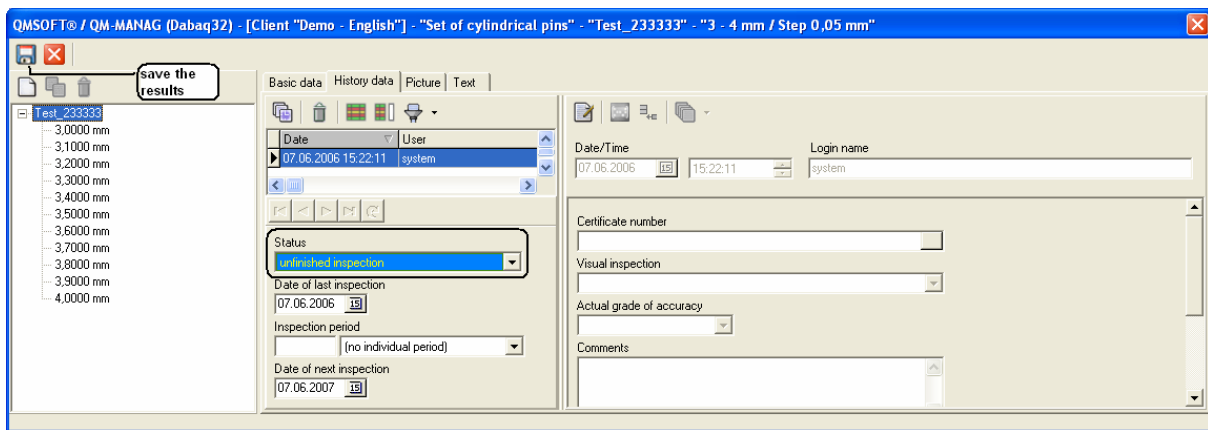 QMSOFT® / QM-MANAG (Dabaq32) - [Client "Demo - English"] - "Set of cylindrical pins" - "Test_233333" - "3 - 4 mm / Step 0,05 mm"
save the
results
Test_233333
3,0000 mm
3,1000 mm
3,2000 mm
3,3000 mm
3,4000 mm
3,5000 mm
3,6000 mm
3,7000 mm
3,8000 mm
3,9000 mm
4,0000 mm
Basic data History data Picture Text
Date User
07.06.2006 15:22:11 system
Status
unfinished inspection
Date of last inspection
07.06.2006 15
Inspection period
(no individual period)
Date of next inspection
07.06.2007 15
Date/Time Login name
07.06.2006 15 15:22:11 system
Certificate number
Visual inspection
Actual grade of accuracy
Comments